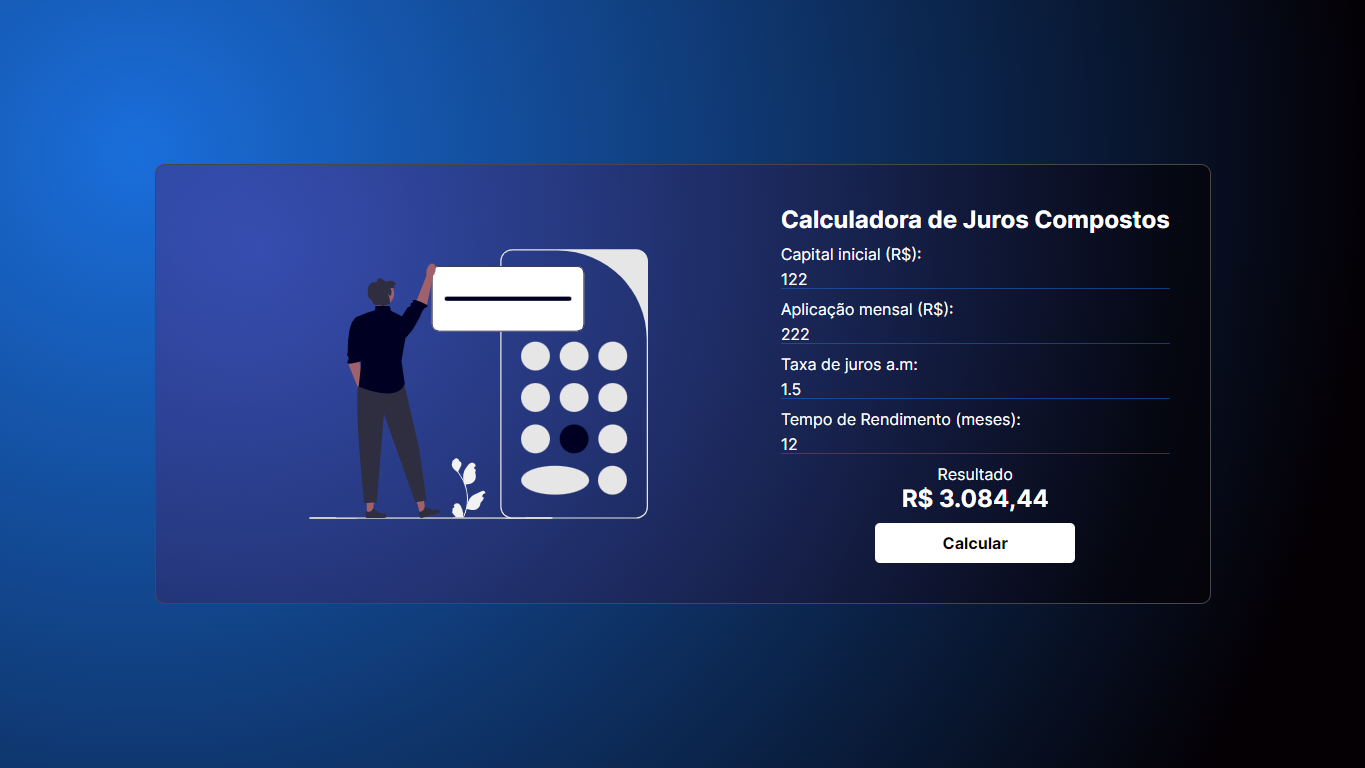 Calculadora de Juros Compostos
Capital inicial (R$):
122
Aplicação mensal (R$):
222
Taxa de juros a.m:
1.5
Tempo de Rendimento (meses):
12
Resultado
R$ 3.084,44
Calcular